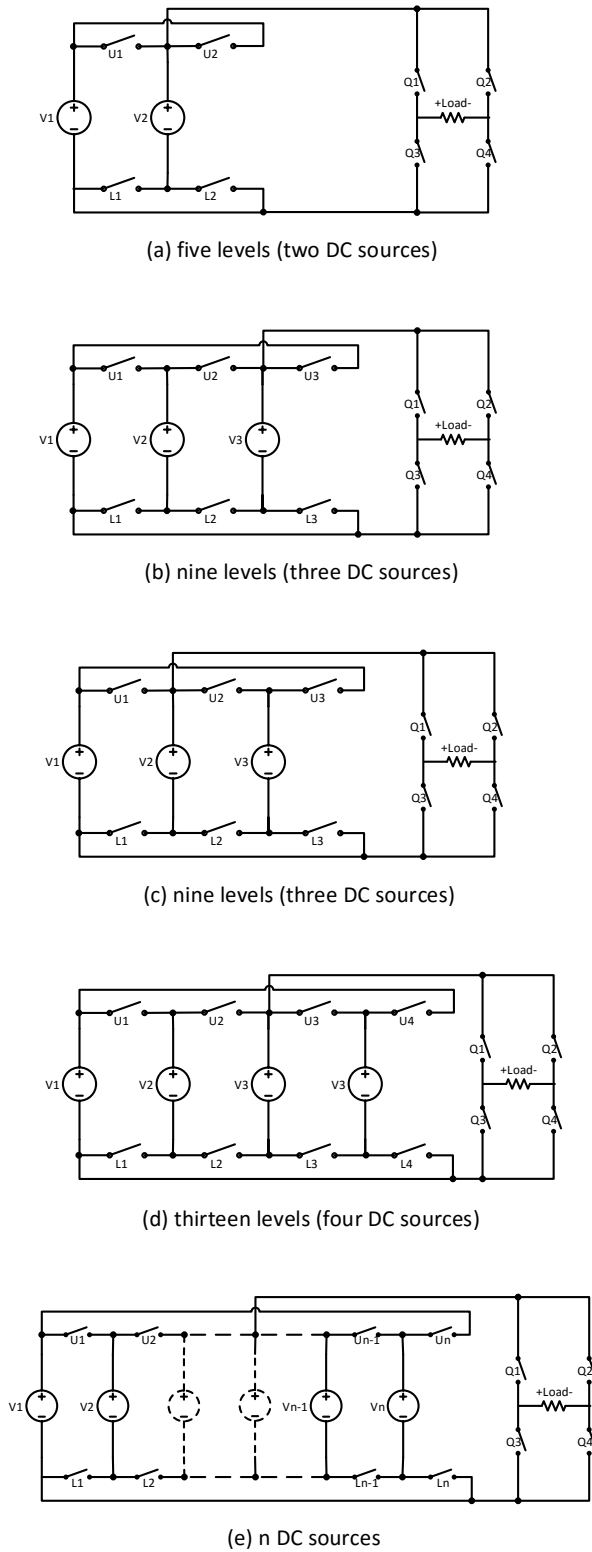 U1 U2
Q1 Q2
V1 + - V2 + - +Load-
Q3 Q4
L1 L2
(a) five levels (two DC sources)
U1 U2 U3
Q1 Q2
V1 + - V2 + - V3 + - +Load-
Q3 Q4
L1 L2 L3
(b) nine levels (three DC sources)
U1 U2 U3
Q1 Q2
V1 + - V2 + - V3 + - +Load-
Q3 Q4
L1 L2 L3
(c) nine levels (three DC sources)
U1 U2 U3 U4
Q1 Q2
V1 + - V2 + - V3 + - V3 + - +Load-
Q3 Q4
L1 L2 L3 L4
(d) thirteen levels (four DC sources)
U1 U2 Un-1 Un
Q1 Q2
V1 + - V2 + - + - + - Vn-1 + - Vn + - +Load-
Q3 Q4
L1 L2 Ln-1 Ln
(e) n DC sources